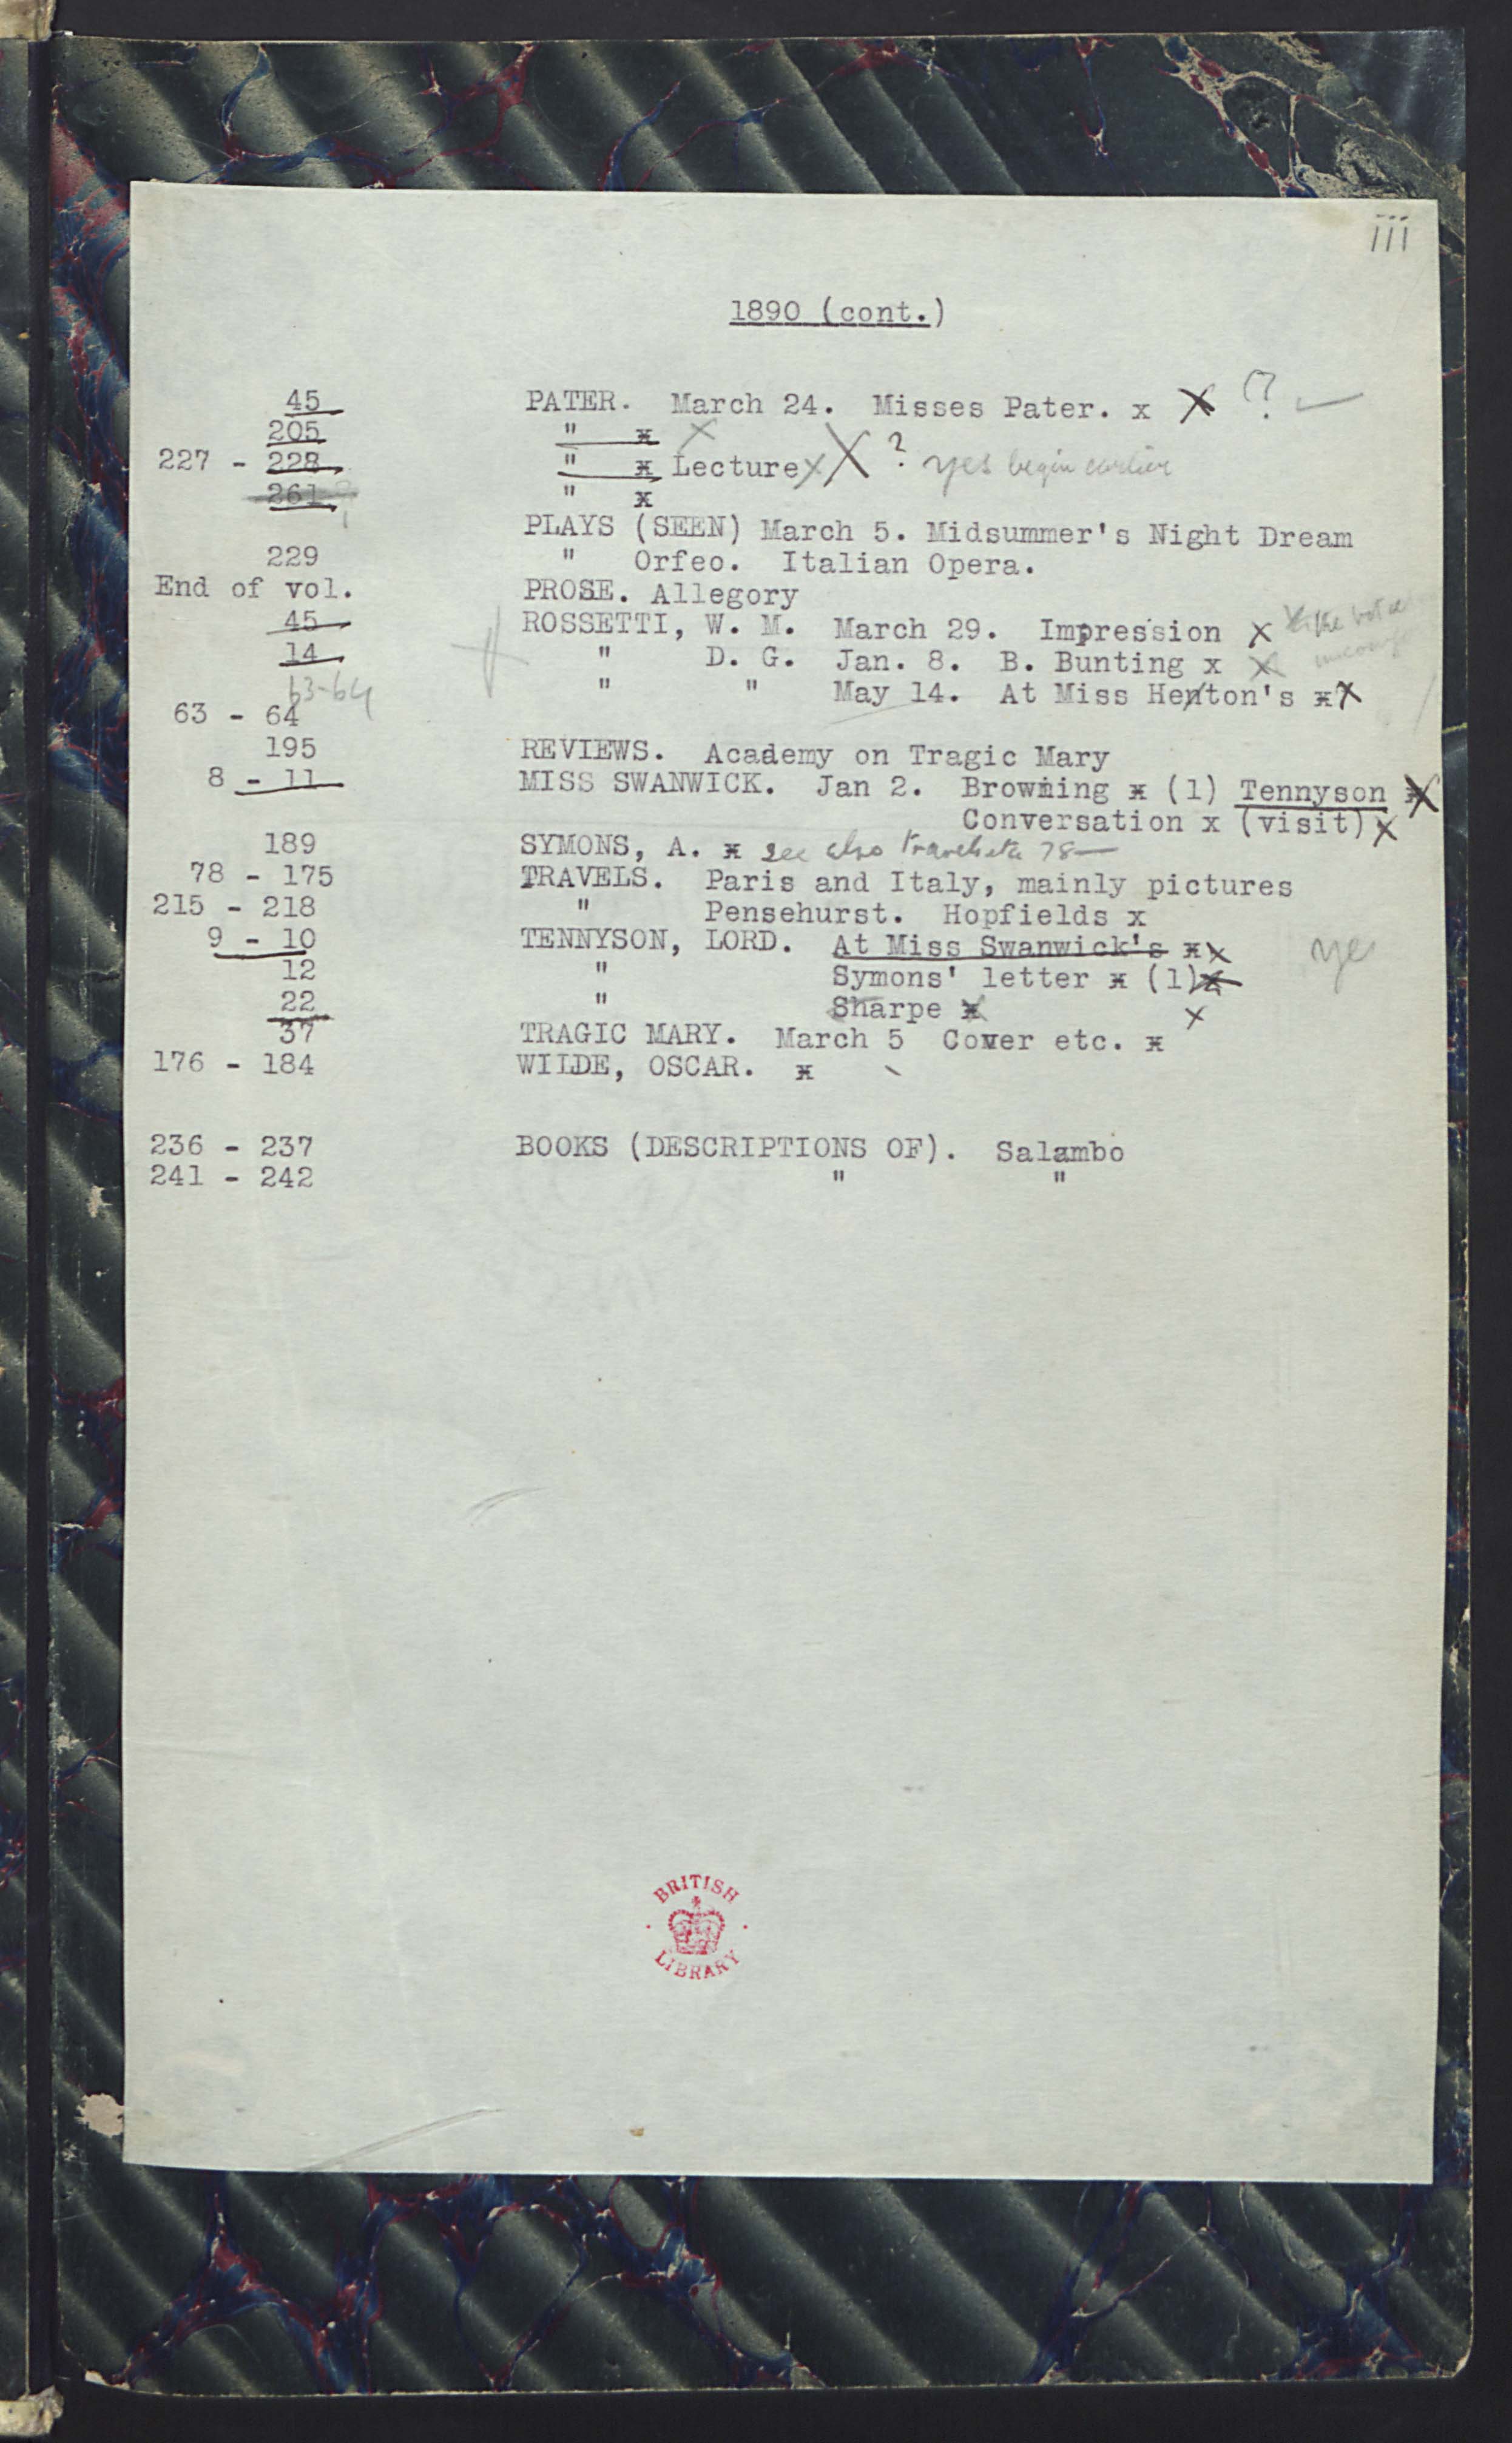 iii
1890 (cont.)
45 PATER. March 24. Misses Pater. x X (?
205 " x X
227 - 228 " x Lecture x X ? yes begin earlier
261 " x
PLAYS (SEEN) March 5. Midsummer's Night Dream
229 " Orfeo. Italian Opera.
End of vol. PROSE. Allegory
45 ROSSETTI, W. M. March 29. Impression x
14 " D. G. Jan. 8. B. Bunting x x
63-64 " " May 14. At Miss Henton's x x
63 - 64
195 REVIEWS. Academy on Tragic Mary
8 - 11 MISS SWANWICK. Jan 2. Browning x (1) Tennyson x
Conversation x (visit) x
189 SYMONS, A. x see also Travels etc 78—
78 - 175 TRAVELS. Paris and Italy, mainly pictures
215 - 218 " Pensehurst. Hopfields x
9 - 10 TENNYSON, LORD. At Miss Swanwick's x x yes
12 " Symons' letter x (1) x
22 " Sharpe x x
37 TRAGIC MARY. March 5 Cover etc. x
176 - 184 WILDE, OSCAR. x
236 - 237 BOOKS (DESCRIPTIONS OF). Salambo
241 - 242 " "
BRITISH
LIBRARY